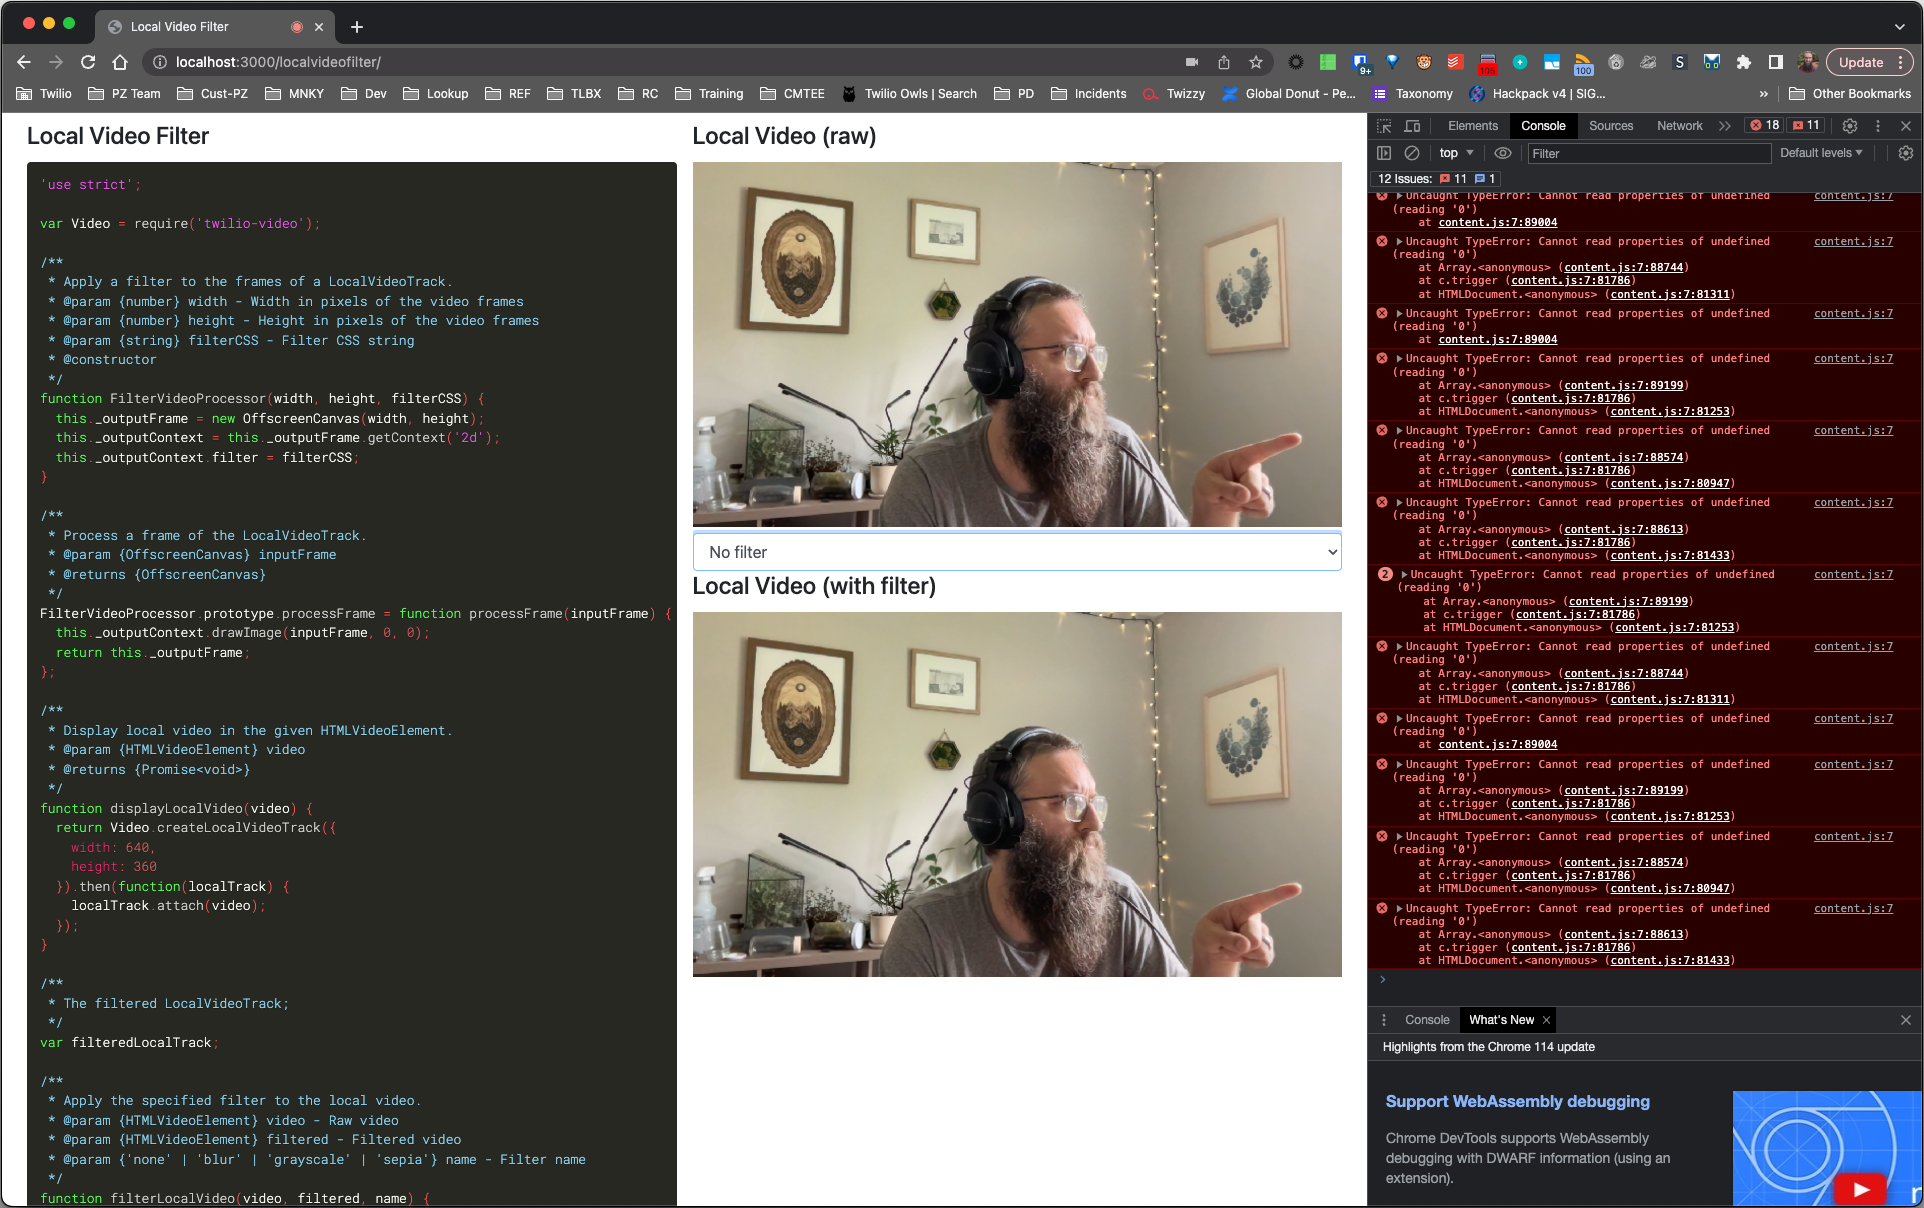 Local Video Filter
localhost:3000/localvideofilter/
9+
105
100
S
Update
Twilio
PZ Team
Cust-PZ
MNKY
Dev
Lookup
REF
TLBX
RC
Training
CMTEE
Twilio Owls | Search
PD
Incidents
Twizzy
Global Donut - Pe...
Taxonomy
Hackpack v4 | SIG...
»
Other Bookmarks
Local Video Filter
'use strict';
var Video = require('twilio-video');
/**
* Apply a filter to the frames of a LocalVideoTrack.
* @param {number} width - Width in pixels of the video frames
* @param {number} height - Height in pixels of the video frames
* @param {string} filterCSS - Filter CSS string
* @constructor
*/
function FilterVideoProcessor(width, height, filterCSS) {
this._outputFrame = new OffscreenCanvas(width, height);
this._outputContext = this._outputFrame.getContext('2d');
this._outputContext.filter = filterCSS;
}
/**
* Process a frame of the LocalVideoTrack.
* @param {OffscreenCanvas} inputFrame
* @returns {OffscreenCanvas}
*/
FilterVideoProcessor.prototype.processFrame = function processFrame(inputFrame) {
this._outputContext.drawImage(inputFrame, 0, 0);
return this._outputFrame;
};
/**
* Display local video in the given HTMLVideoElement.
* @param {HTMLVideoElement} video
* @returns {Promise<void>}
*/
function displayLocalVideo(video) {
return Video.createLocalVideoTrack({
width: 640,
height: 360
}).then(function(localTrack) {
localTrack.attach(video);
});
}
/**
* The filtered LocalVideoTrack;
*/
var filteredLocalTrack;
/**
* Apply the specified filter to the local video.
* @param {HTMLVideoElement} video - Raw video
* @param {HTMLVideoElement} filtered - Filtered video
* @param {'none' | 'blur' | 'grayscale' | 'sepia'} name - Filter name
*/
function filterLocalVideo(video, filtered, name) {
Local Video (raw)
No filter
Local Video (with filter)
Elements
Console
Sources
Network
18
11
top
Filter
Default levels
12 Issues: 11 1
Uncaught TypeError: Cannot read properties of undefined content.js:7
(reading '0')
at content.js:7:89004
Uncaught TypeError: Cannot read properties of undefined content.js:7
(reading '0')
at Array.<anonymous> (content.js:7:88744)
at c.trigger (content.js:7:81786)
at HTMLDocument.<anonymous> (content.js:7:81311)
Uncaught TypeError: Cannot read properties of undefined content.js:7
(reading '0')
at content.js:7:89004
Uncaught TypeError: Cannot read properties of undefined content.js:7
(reading '0')
at Array.<anonymous> (content.js:7:89199)
at c.trigger (content.js:7:81786)
at HTMLDocument.<anonymous> (content.js:7:81253)
Uncaught TypeError: Cannot read properties of undefined content.js:7
(reading '0')
at Array.<anonymous> (content.js:7:88574)
at c.trigger (content.js:7:81786)
at HTMLDocument.<anonymous> (content.js:7:80947)
Uncaught TypeError: Cannot read properties of undefined content.js:7
(reading '0')
at Array.<anonymous> (content.js:7:88613)
at c.trigger (content.js:7:81786)
at HTMLDocument.<anonymous> (content.js:7:81433)
2 Uncaught TypeError: Cannot read properties of undefined content.js:7
(reading '0')
at Array.<anonymous> (content.js:7:89199)
at c.trigger (content.js:7:81786)
at HTMLDocument.<anonymous> (content.js:7:81253)
Uncaught TypeError: Cannot read properties of undefined content.js:7
(reading '0')
at Array.<anonymous> (content.js:7:88744)
at c.trigger (content.js:7:81786)
at HTMLDocument.<anonymous> (content.js:7:81311)
Uncaught TypeError: Cannot read properties of undefined content.js:7
(reading '0')
at content.js:7:89004
Uncaught TypeError: Cannot read properties of undefined content.js:7
(reading '0')
at Array.<anonymous> (content.js:7:89199)
at c.trigger (content.js:7:81786)
at HTMLDocument.<anonymous> (content.js:7:81253)
Uncaught TypeError: Cannot read properties of undefined content.js:7
(reading '0')
at Array.<anonymous> (content.js:7:88574)
at c.trigger (content.js:7:81786)
at HTMLDocument.<anonymous> (content.js:7:80947)
Uncaught TypeError: Cannot read properties of undefined content.js:7
(reading '0')
at Array.<anonymous> (content.js:7:88613)
at c.trigger (content.js:7:81786)
at HTMLDocument.<anonymous> (content.js:7:81433)
Console
What's New
Highlights from the Chrome 114 update
Support WebAssembly debugging
Chrome DevTools supports WebAssembly
debugging with DWARF information (using an
extension).